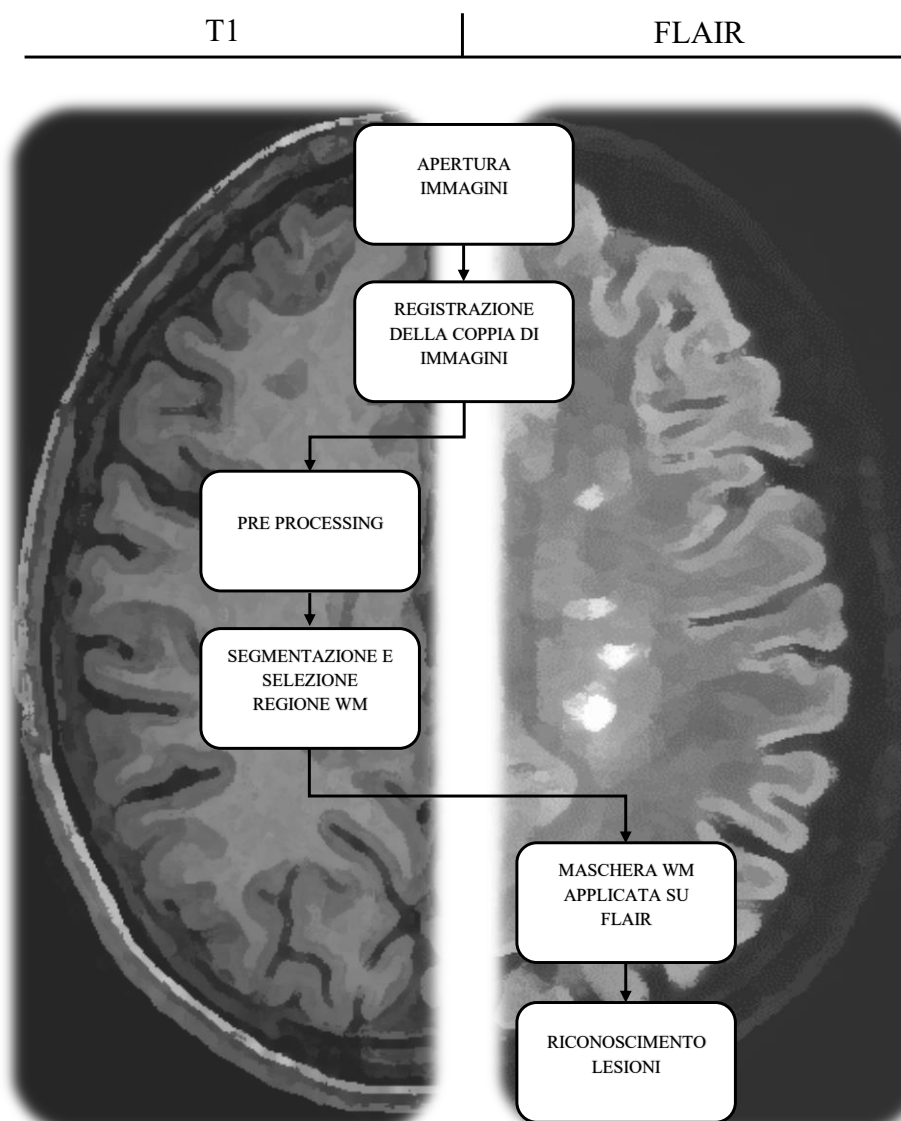 T1
FLAIR
APERTURA
IMMAGINI
REGISTRAZIONE
DELLA COPPIA DI
IMMAGINI
PRE PROCESSING
SEGMENTAZIONE E
SELEZIONE
REGIONE WM
MASCHERA WM
APPLICATA SU
FLAIR
RICONOSCIMENTO
LESIONI